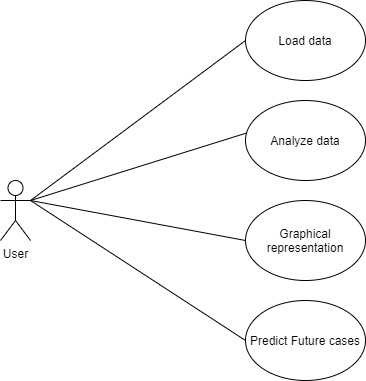 Load data
Analyze data
Graphical
representation
User
Predict Future cases